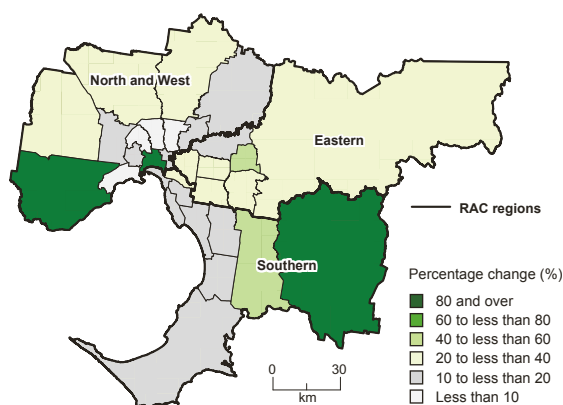 North and West
Eastern
RAC regions
Southern
Percentage change (%)
80 and over
60 to less than 80
40 to less than 60
20 to less than 40
10 to less than 20
Less than 10
0 30
km